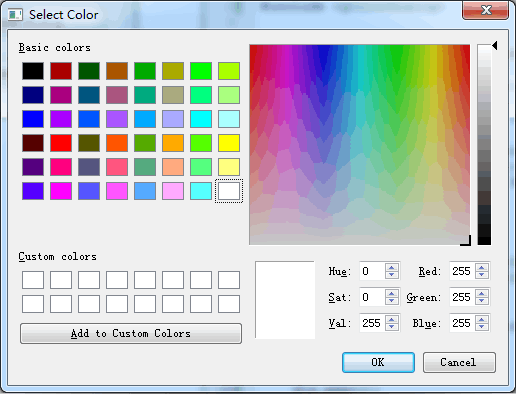 Select Color
Basic colors
Custom colors
Add to Custom Colors
Hue: 0 Red: 255
Sat: 0 Green: 255
Val: 255 Blue: 255
OK Cancel